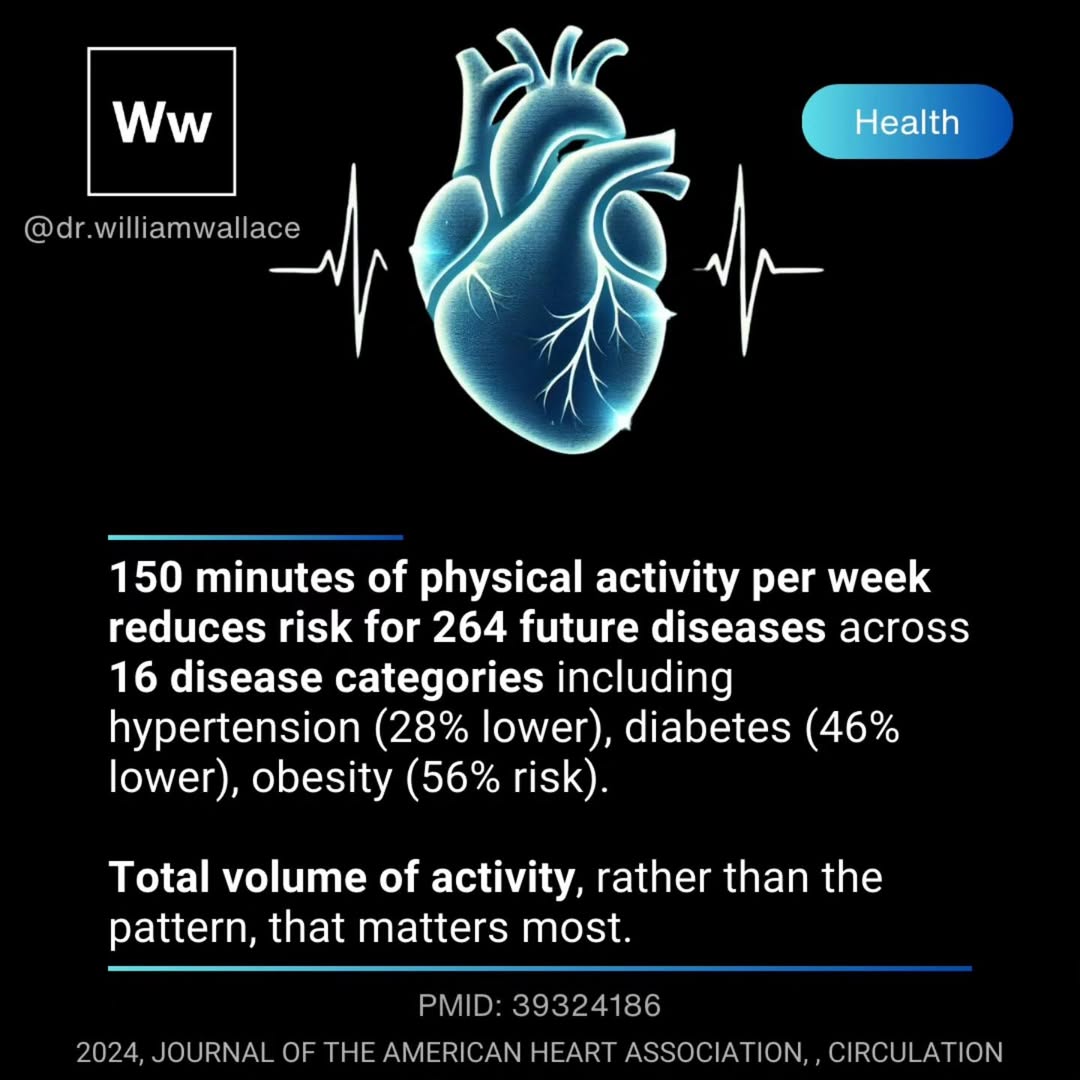 Ww
@dr.williamwallace
Health
150 minutes of physical activity per week
reduces risk for 264 future diseases across
16 disease categories including
hypertension (28% lower), diabetes (46%
lower), obesity (56% risk).
Total volume of activity, rather than the
pattern, that matters most.
PMID: 39324186
2024, JOURNAL OF THE AMERICAN HEART ASSOCIATION, , CIRCULATION